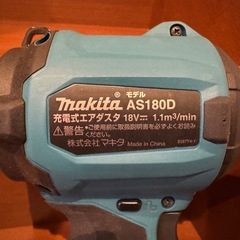 モデル
makita AS180D
充電式エアダスタ 18V⎓ 1.1m³/min
警告
•ご使用前に取扱説明書をよくお読みください。
株式会社マキタ Made in China